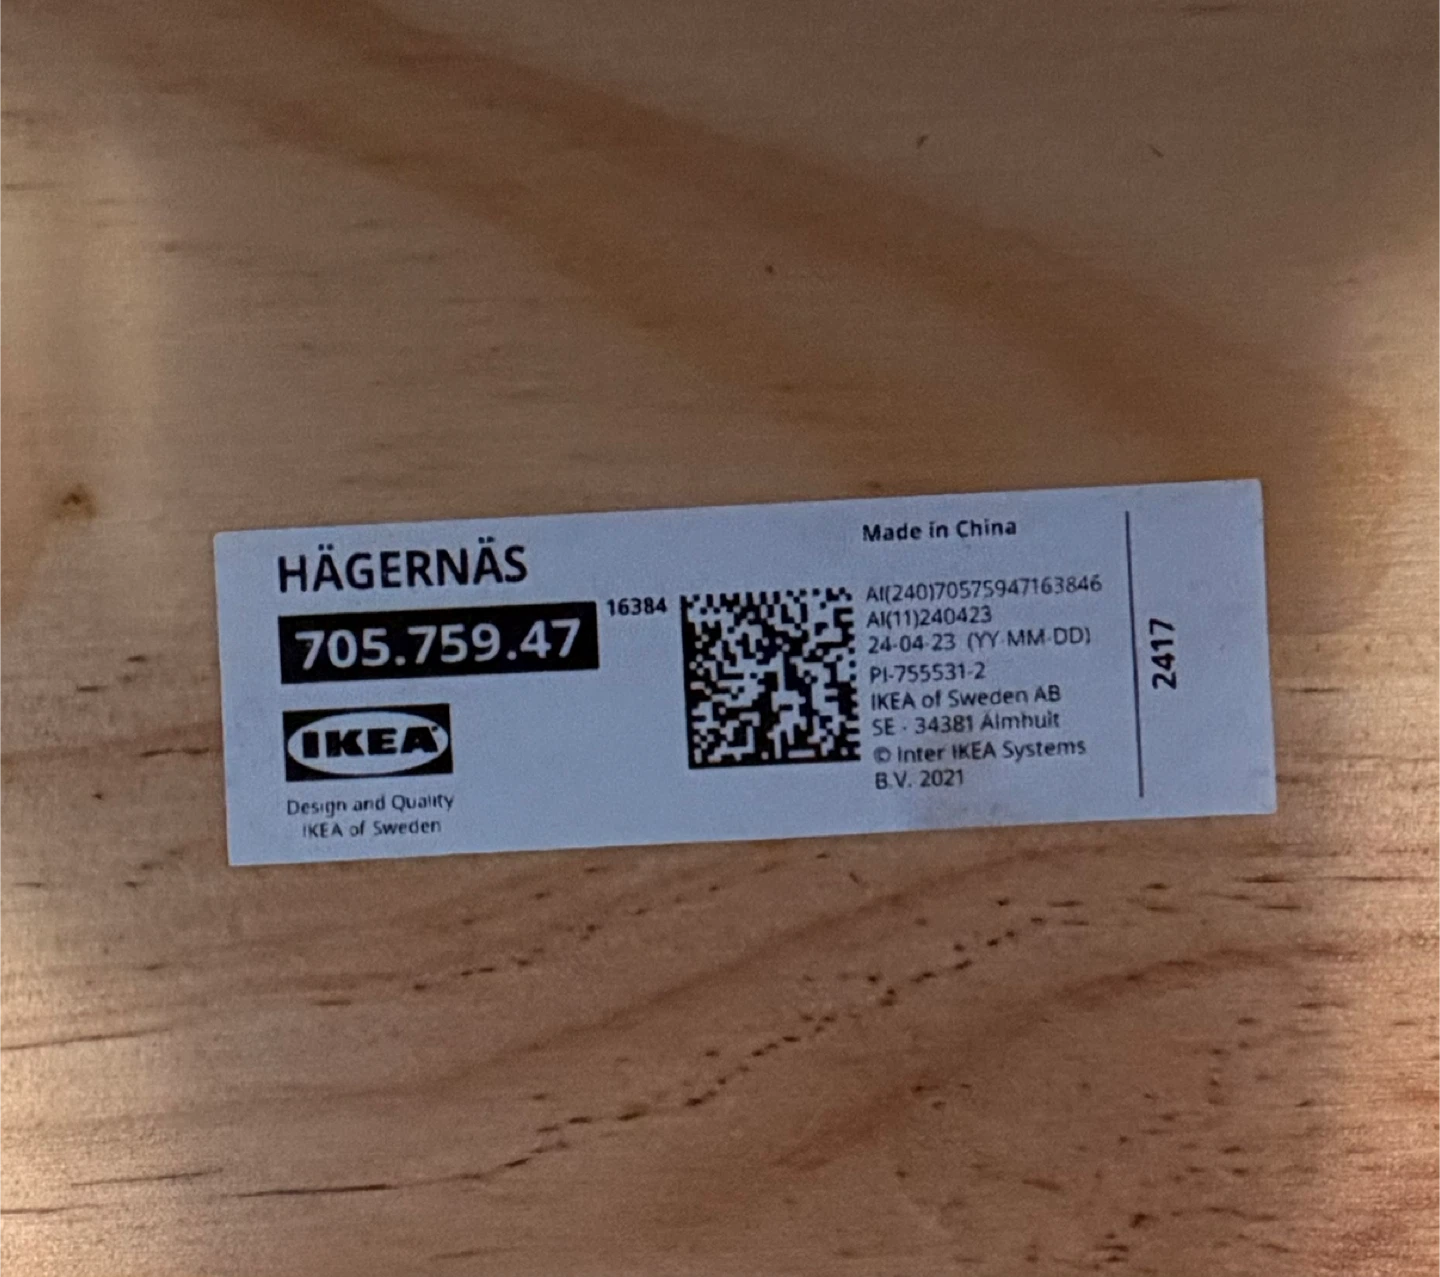 HÄGERNÄS
705.759.47
16384
IKEA
Design and Quality
IKEA of Sweden
Made in China
AI(240)70575947163846
AI(11)240423
24-04-23 (YY-MM-DD)
PI-755531-2
IKEA of Sweden AB
SE - 34381 Älmhult
© Inter IKEA Systems
B.V. 2021
2417